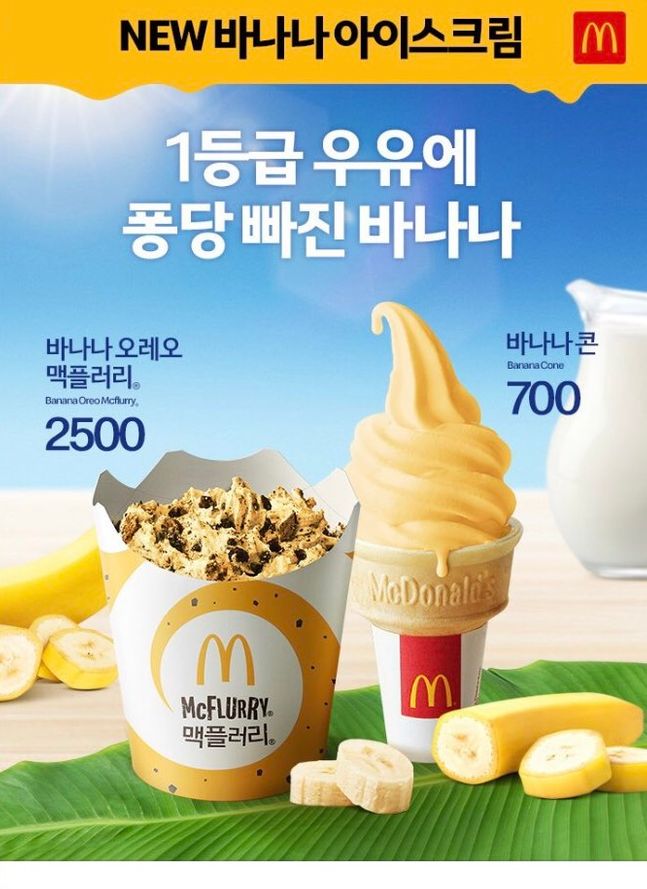 NEW 바나나 아이스크림
1등급 우유에
퐁당 빠진 바나나
바나나 오레오
맥플러리®
Banana Oreo Mcflurry®
2500
바나나 콘
Banana Cone
700
McDonald's
McFLURRY®
맥플러리®